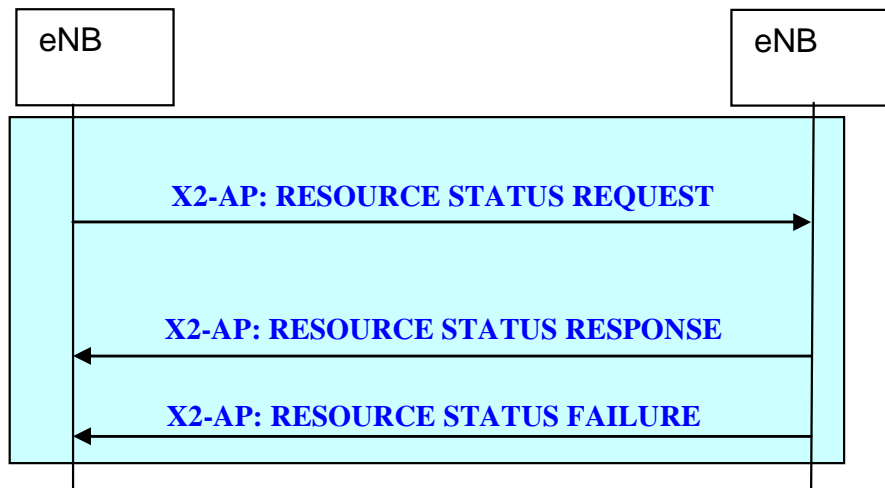 eNB
eNB
X2-AP: RESOURCE STATUS REQUEST
X2-AP: RESOURCE STATUS RESPONSE
X2-AP: RESOURCE STATUS FAILURE